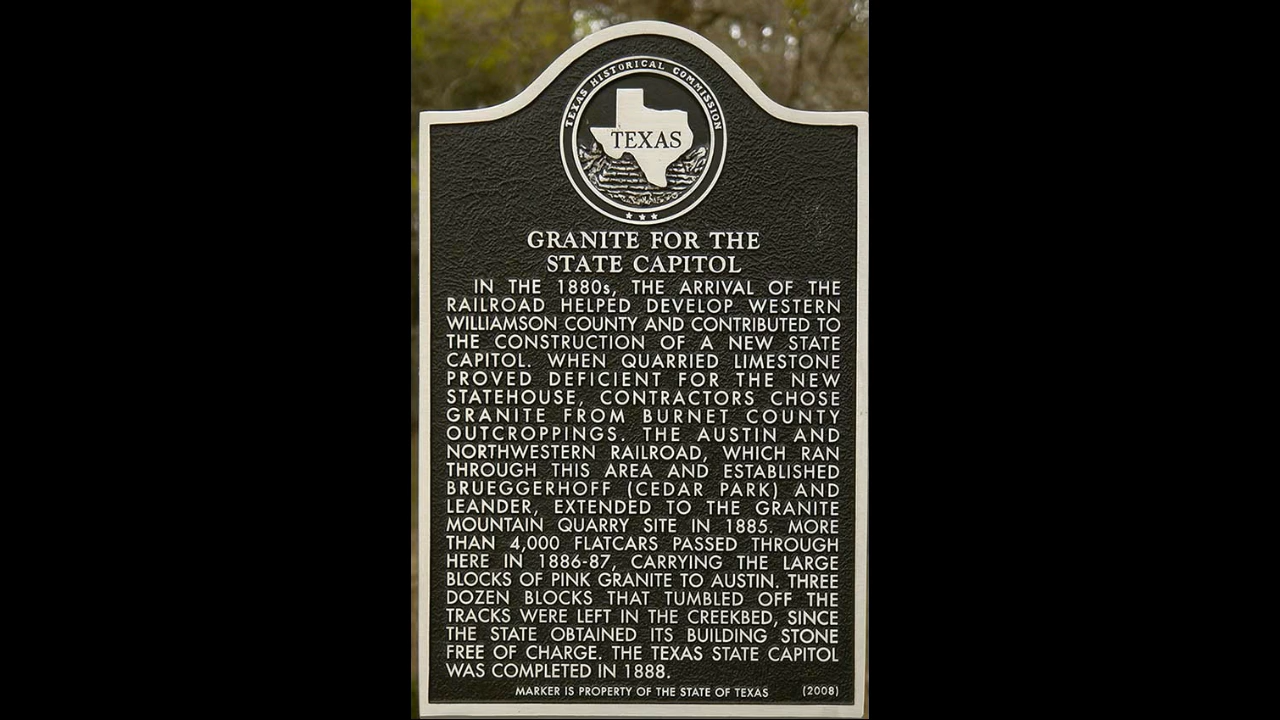 TEXAS HISTORICAL COMMISSION
TEXAS
GRANITE FOR THE
STATE CAPITOL
IN THE 1880s, THE ARRIVAL OF THE
RAILROAD HELPED DEVELOP WESTERN
WILLIAMSON COUNTY AND CONTRIBUTED TO
THE CONSTRUCTION OF A NEW STATE
CAPITOL. WHEN QUARRIED LIMESTONE
PROVED DEFICIENT FOR THE NEW
STATEHOUSE, CONTRACTORS CHOSE
GRANITE FROM BURNET COUNTY
OUTCROPPINGS. THE AUSTIN AND
NORTHWESTERN RAILROAD, WHICH RAN
THROUGH THIS AREA AND ESTABLISHED
BRUEGGERHOFF (CEDAR PARK) AND
LEANDER, EXTENDED TO THE GRANITE
MOUNTAIN QUARRY SITE IN 1885. MORE
THAN 4,000 FLATCARS PASSED THROUGH
HERE IN 1886-87, CARRYING THE LARGE
BLOCKS OF PINK GRANITE TO AUSTIN. THREE
DOZEN BLOCKS THAT TUMBLED OFF THE
TRACKS WERE LEFT IN THE CREEKBED, SINCE
THE STATE OBTAINED ITS BUILDING STONE
FREE OF CHARGE. THE TEXAS STATE CAPITOL
WAS COMPLETED IN 1888.
MARKER IS PROPERTY OF THE STATE OF TEXAS (2008)